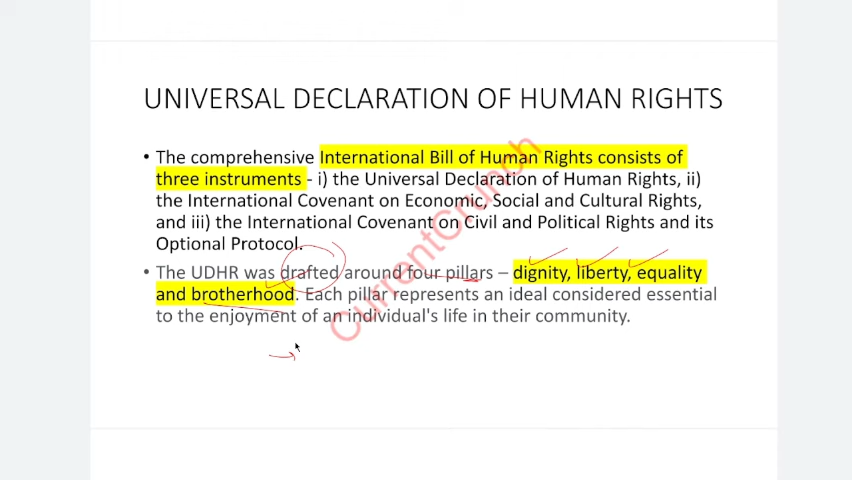 UNIVERSAL DECLARATION OF HUMAN RIGHTS
• The comprehensive International Bill of Human Rights consists of
three instruments - i) the Universal Declaration of Human Rights, ii)
the International Covenant on Economic, Social and Cultural Rights,
and iii) the International Covenant on Civil and Political Rights and its
Optional Protocol.
• The UDHR was drafted around four pillars – dignity, liberty, equality
and brotherhood. Each pillar represents an ideal considered essential
to the enjoyment of an individual's life in their community.
CurrentCrunch